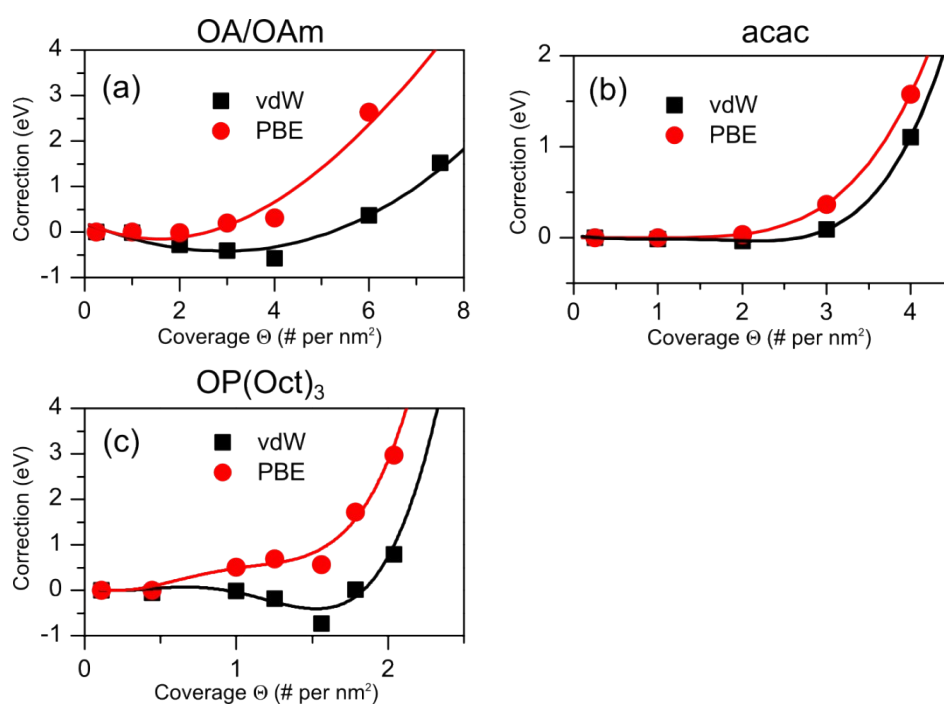 OA/OAm
4
3
2
1
0
-1
Correction (eV)
(a)
vdW
PBE
0 2 4 6 8
Coverage Θ (# per nm²)
acac
2
1
0
Correction (eV)
(b)
vdW
PBE
0 1 2 3 4
Coverage Θ (# per nm²)
OP(Oct)₃
4
3
2
1
0
-1
Correction (eV)
(c)
vdW
PBE
0 1 2
Coverage Θ (# per nm²)